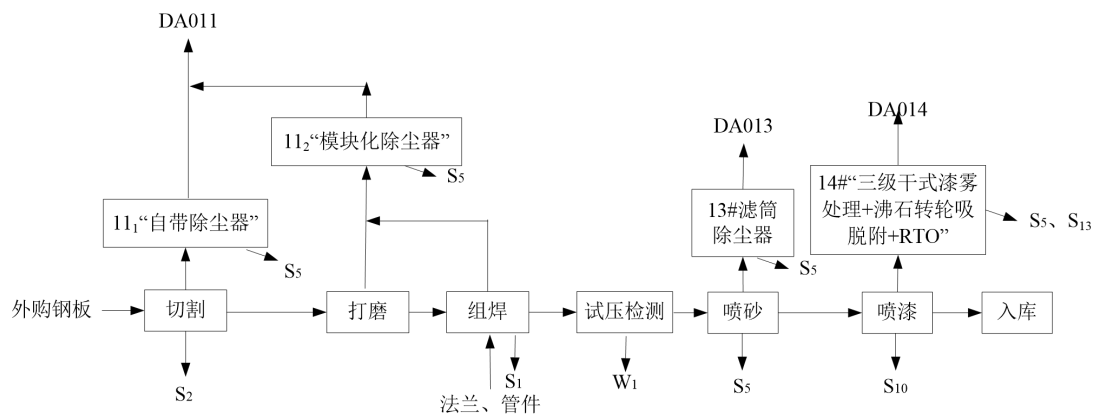 DA011
DA014
DA013
11₂“模块化除尘器”
S₅
14#“三级干式漆雾
处理+沸石转轮吸
脱附+RTO”
S₅、S₁₃
11₁“自带除尘器”
S₅
13#滤筒
除尘器
S₅
外购钢板
切割
打磨
组焊
试压检测
喷砂
喷漆
入库
S₂
S₁
W₁
S₅
S₁₀
法兰、管件